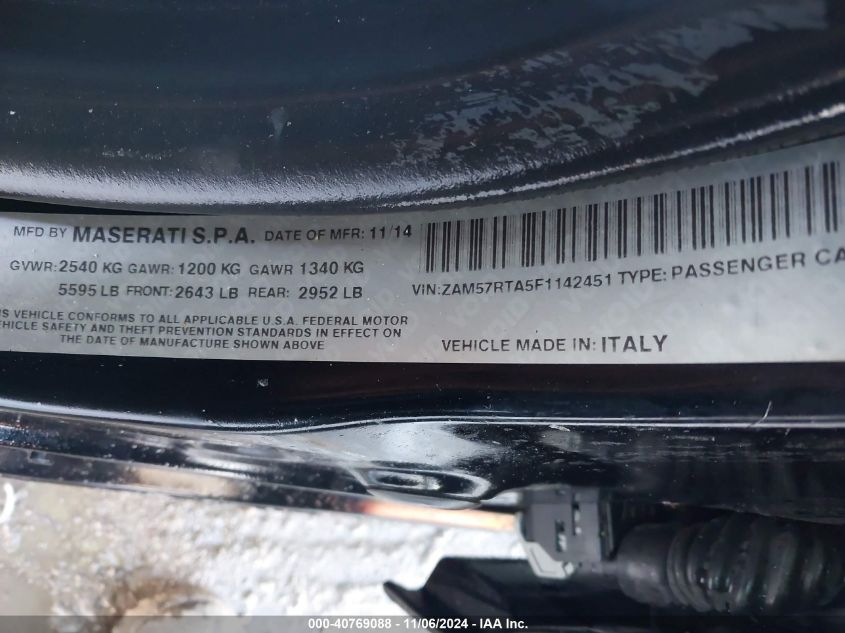 MFD BY MASERATI S.P.A. DATE OF MFR: 11/14
GVWR: 2540 KG GAWR: 1200 KG GAWR 1340 KG
5595 LB FRONT: 2643 LB REAR: 2952 LB
VEHICLE CONFORMS TO ALL APPLICABLE U.S.A. FEDERAL MOTOR
VEHICLE SAFETY AND THEFT PREVENTION STANDARDS IN EFFECT ON
THE DATE OF MANUFACTURE SHOWN ABOVE
VIN:ZAM57RTA5F1142451 TYPE: PASSENGER CA
VEHICLE MADE IN: ITALY
000-40769088 - 11/06/2024 - IAA Inc.